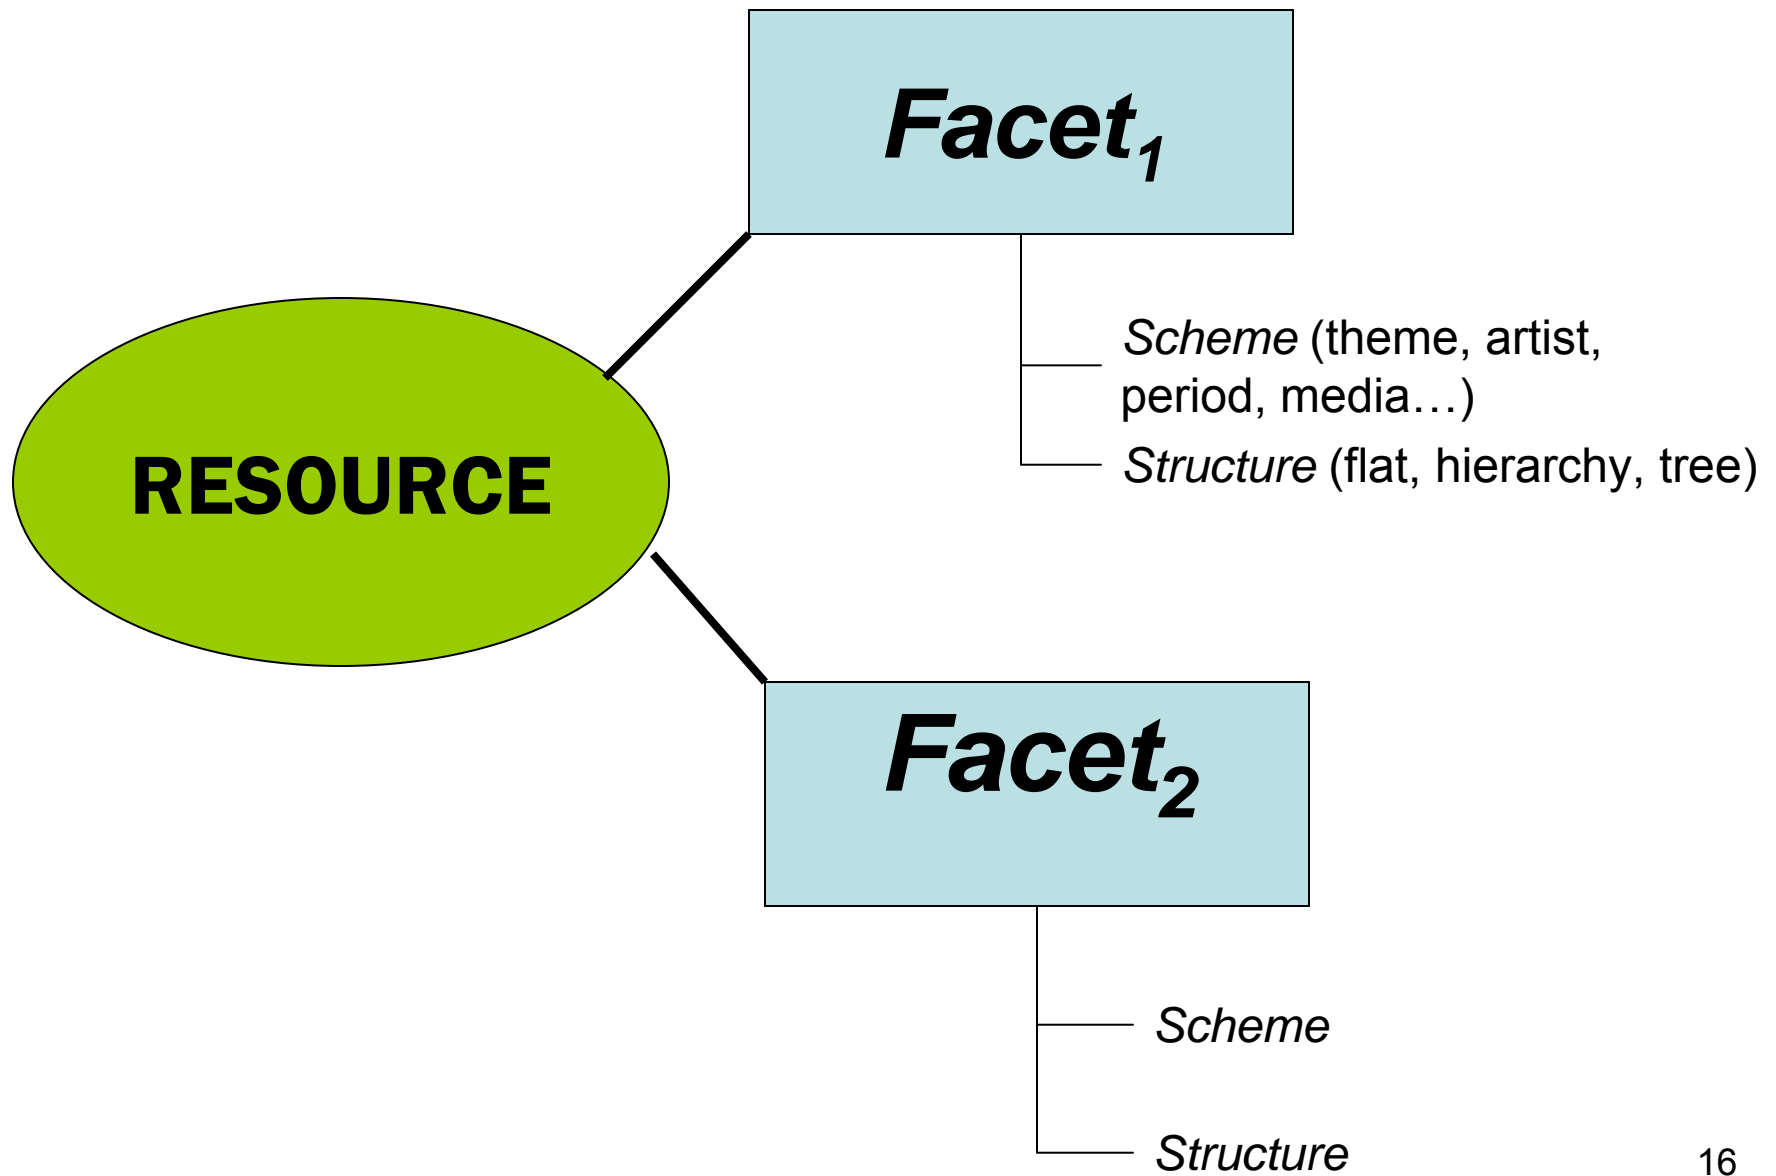 Facet1
Scheme (theme, artist,
period, media…)
Structure (flat, hierarchy, tree)
RESOURCE
Facet2
Scheme
Structure
16